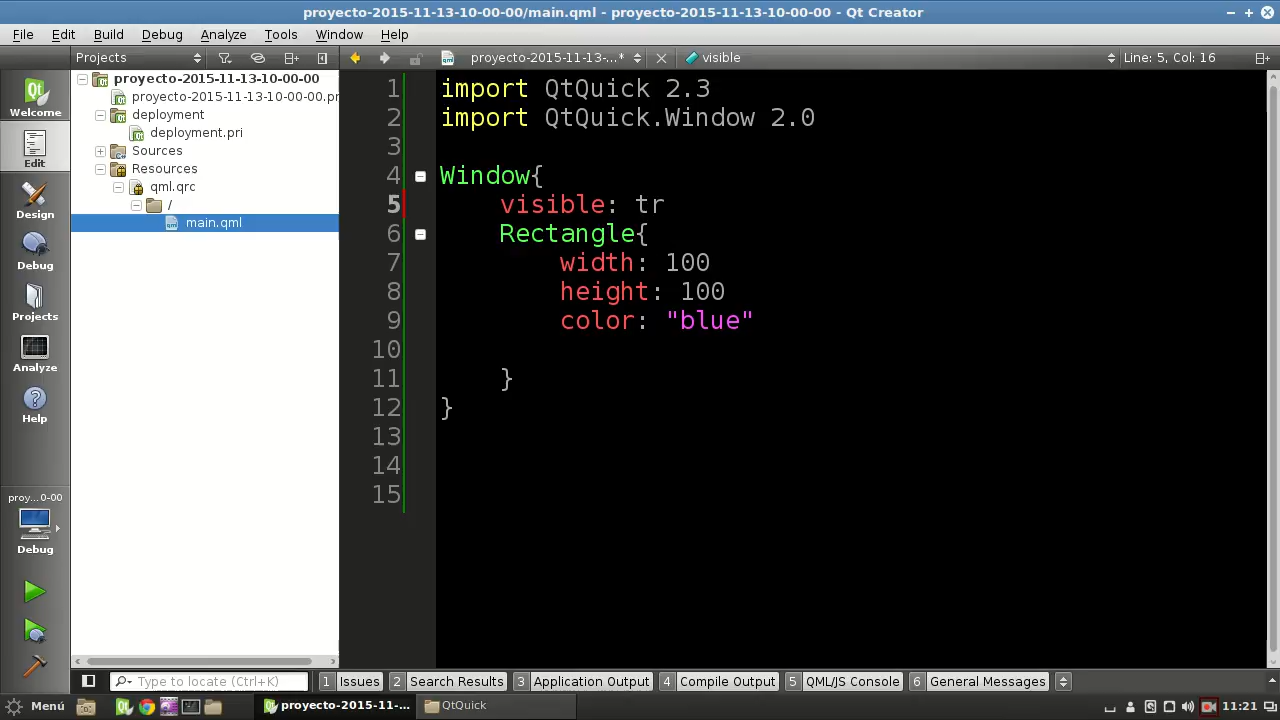 proyecto-2015-11-13-10-00-00/main.qml - proyecto-2015-11-13-10-00-00 - Qt Creator
File Edit Build Debug Analyze Tools Window Help
Projects proyecto-2015-11-13-...* visible Line: 5, Col: 16
proyecto-2015-11-13-10-00-00
proyecto-2015-11-13-10-00-00.pr
deployment
deployment.pri
Sources
Resources
qml.qrc
/
main.qml
Welcome
Edit
Design
Debug
Projects
Analyze
Help
proy...0-00
Debug
1 import QtQuick 2.3
2 import QtQuick.Window 2.0
3
4 Window{
5 visible: tr
6 Rectangle{
7 width: 100
8 height: 100
9 color: "blue"
10
11 }
12 }
13
14
15
Type to locate (Ctrl+K) 1 Issues 2 Search Results 3 Application Output 4 Compile Output 5 QML/JS Console 6 General Messages
Menú proyecto-2015-11-... QtQuick 11:21